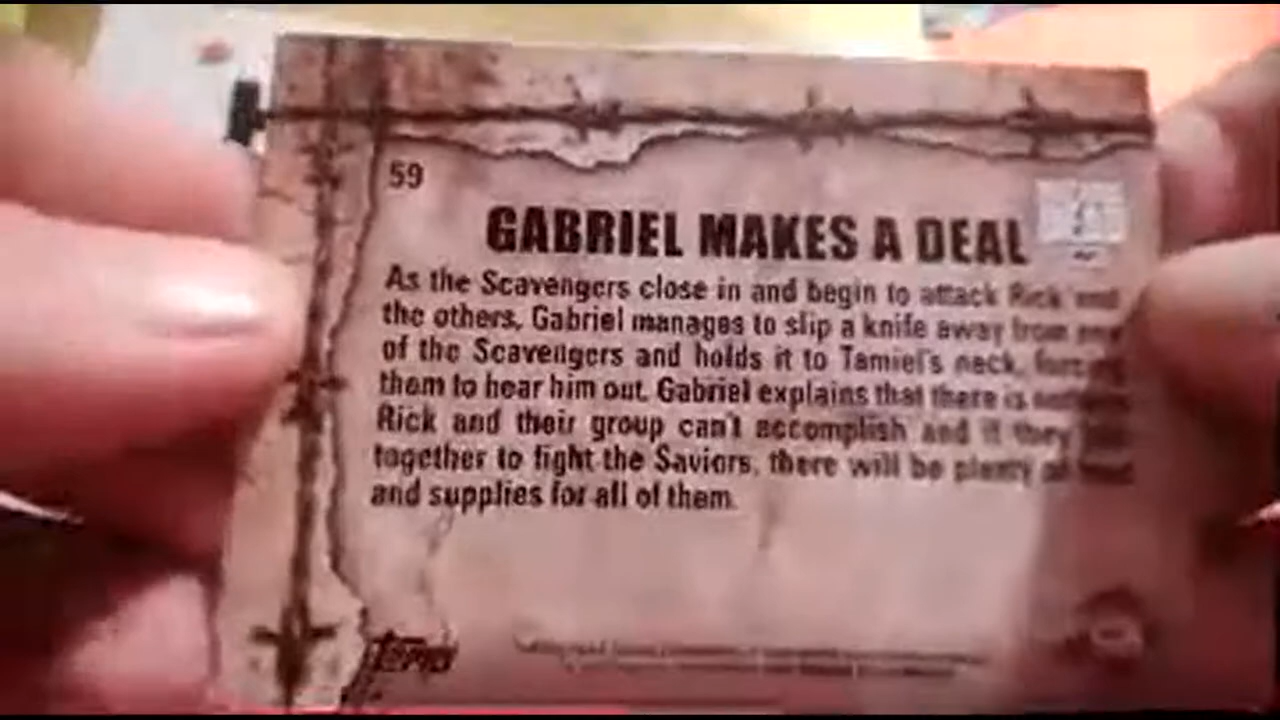 59
GABRIEL MAKES A DEAL
As the Scavengers close in and begin to attack Rick and
the others, Gabriel manages to slip a knife away from
of the Scavengers and holds it to Tamiel's neck, forcing
them to hear him out. Gabriel explains that there is
Rick and their group can't accomplish and if they
together to fight the Saviors, there will be plenty of
and supplies for all of them.
TOPPS